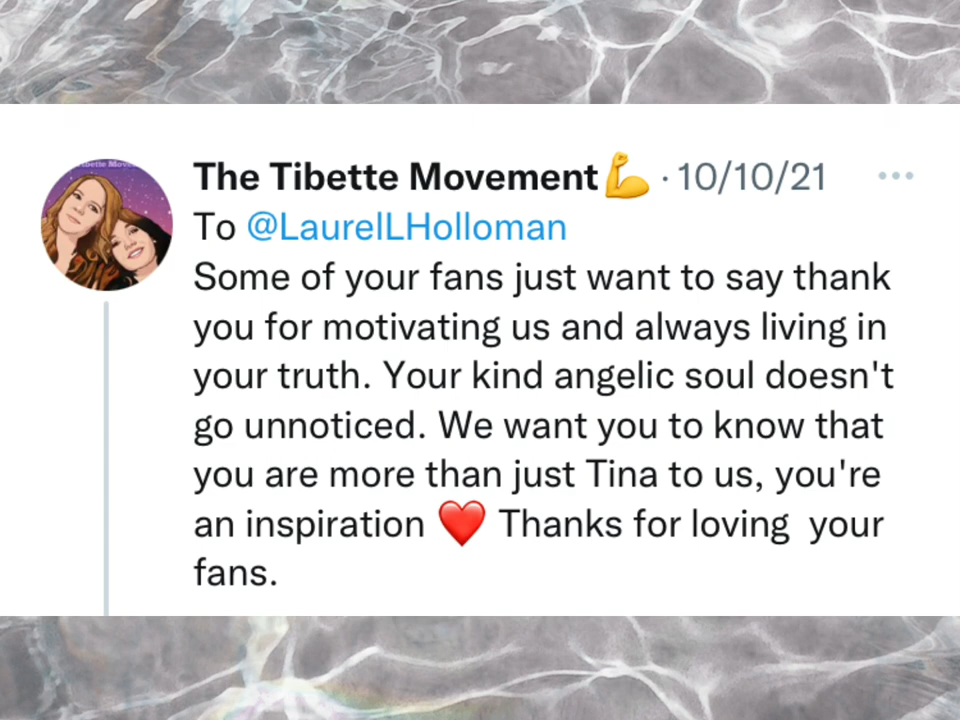 The Tibette Movement💪 · 10/10/21
To @LaurelLHolloman
Some of your fans just want to say thank
you for motivating us and always living in
your truth. Your kind angelic soul doesn't
go unnoticed. We want you to know that
you are more than just Tina to us, you're
an inspiration ❤️ Thanks for loving  your
fans.